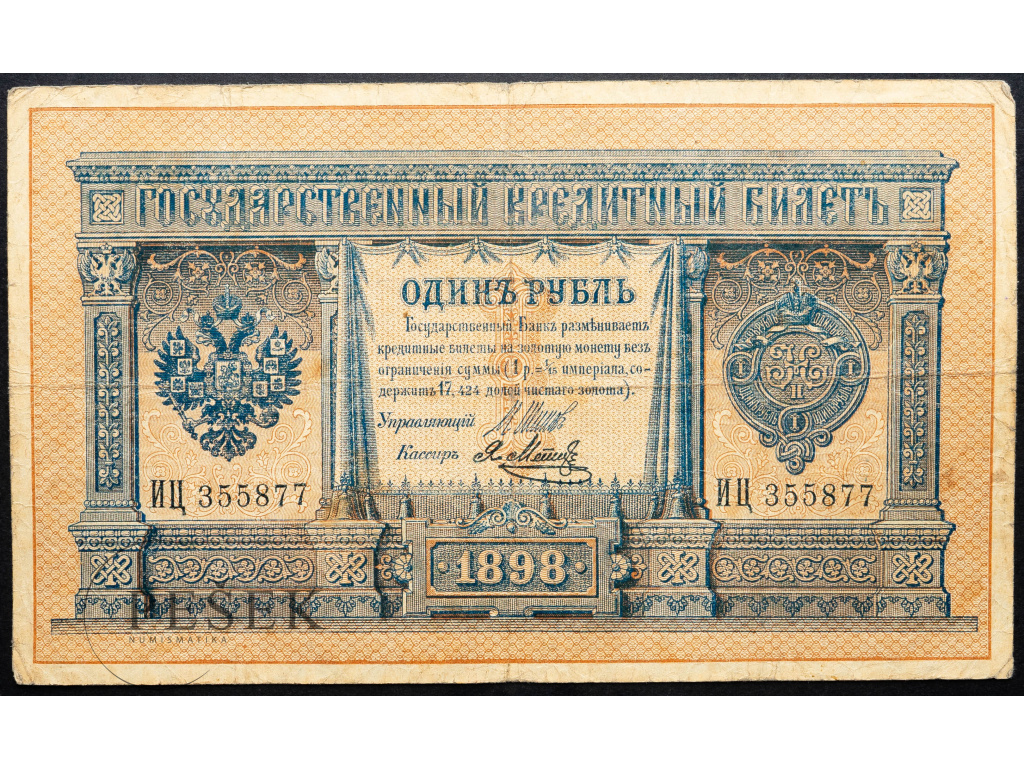 ГОСУДАРСТВЕННЫЙ КРЕДИТНЫЙ БИЛЕТЪ
ОДИНЪ РУБЛЬ
Государственный Банкъ размѣниваетъ
кредитные билеты на золотую монету безъ
ограниченія суммы (1 р. = 1/15 имперіала, со-
держитъ 17,424 долей чистаго золота).
Управляющій
Кассиръ
ИЦ 355877
ИЦ 355877
1898
PEŠEK
NUMISMATIKA